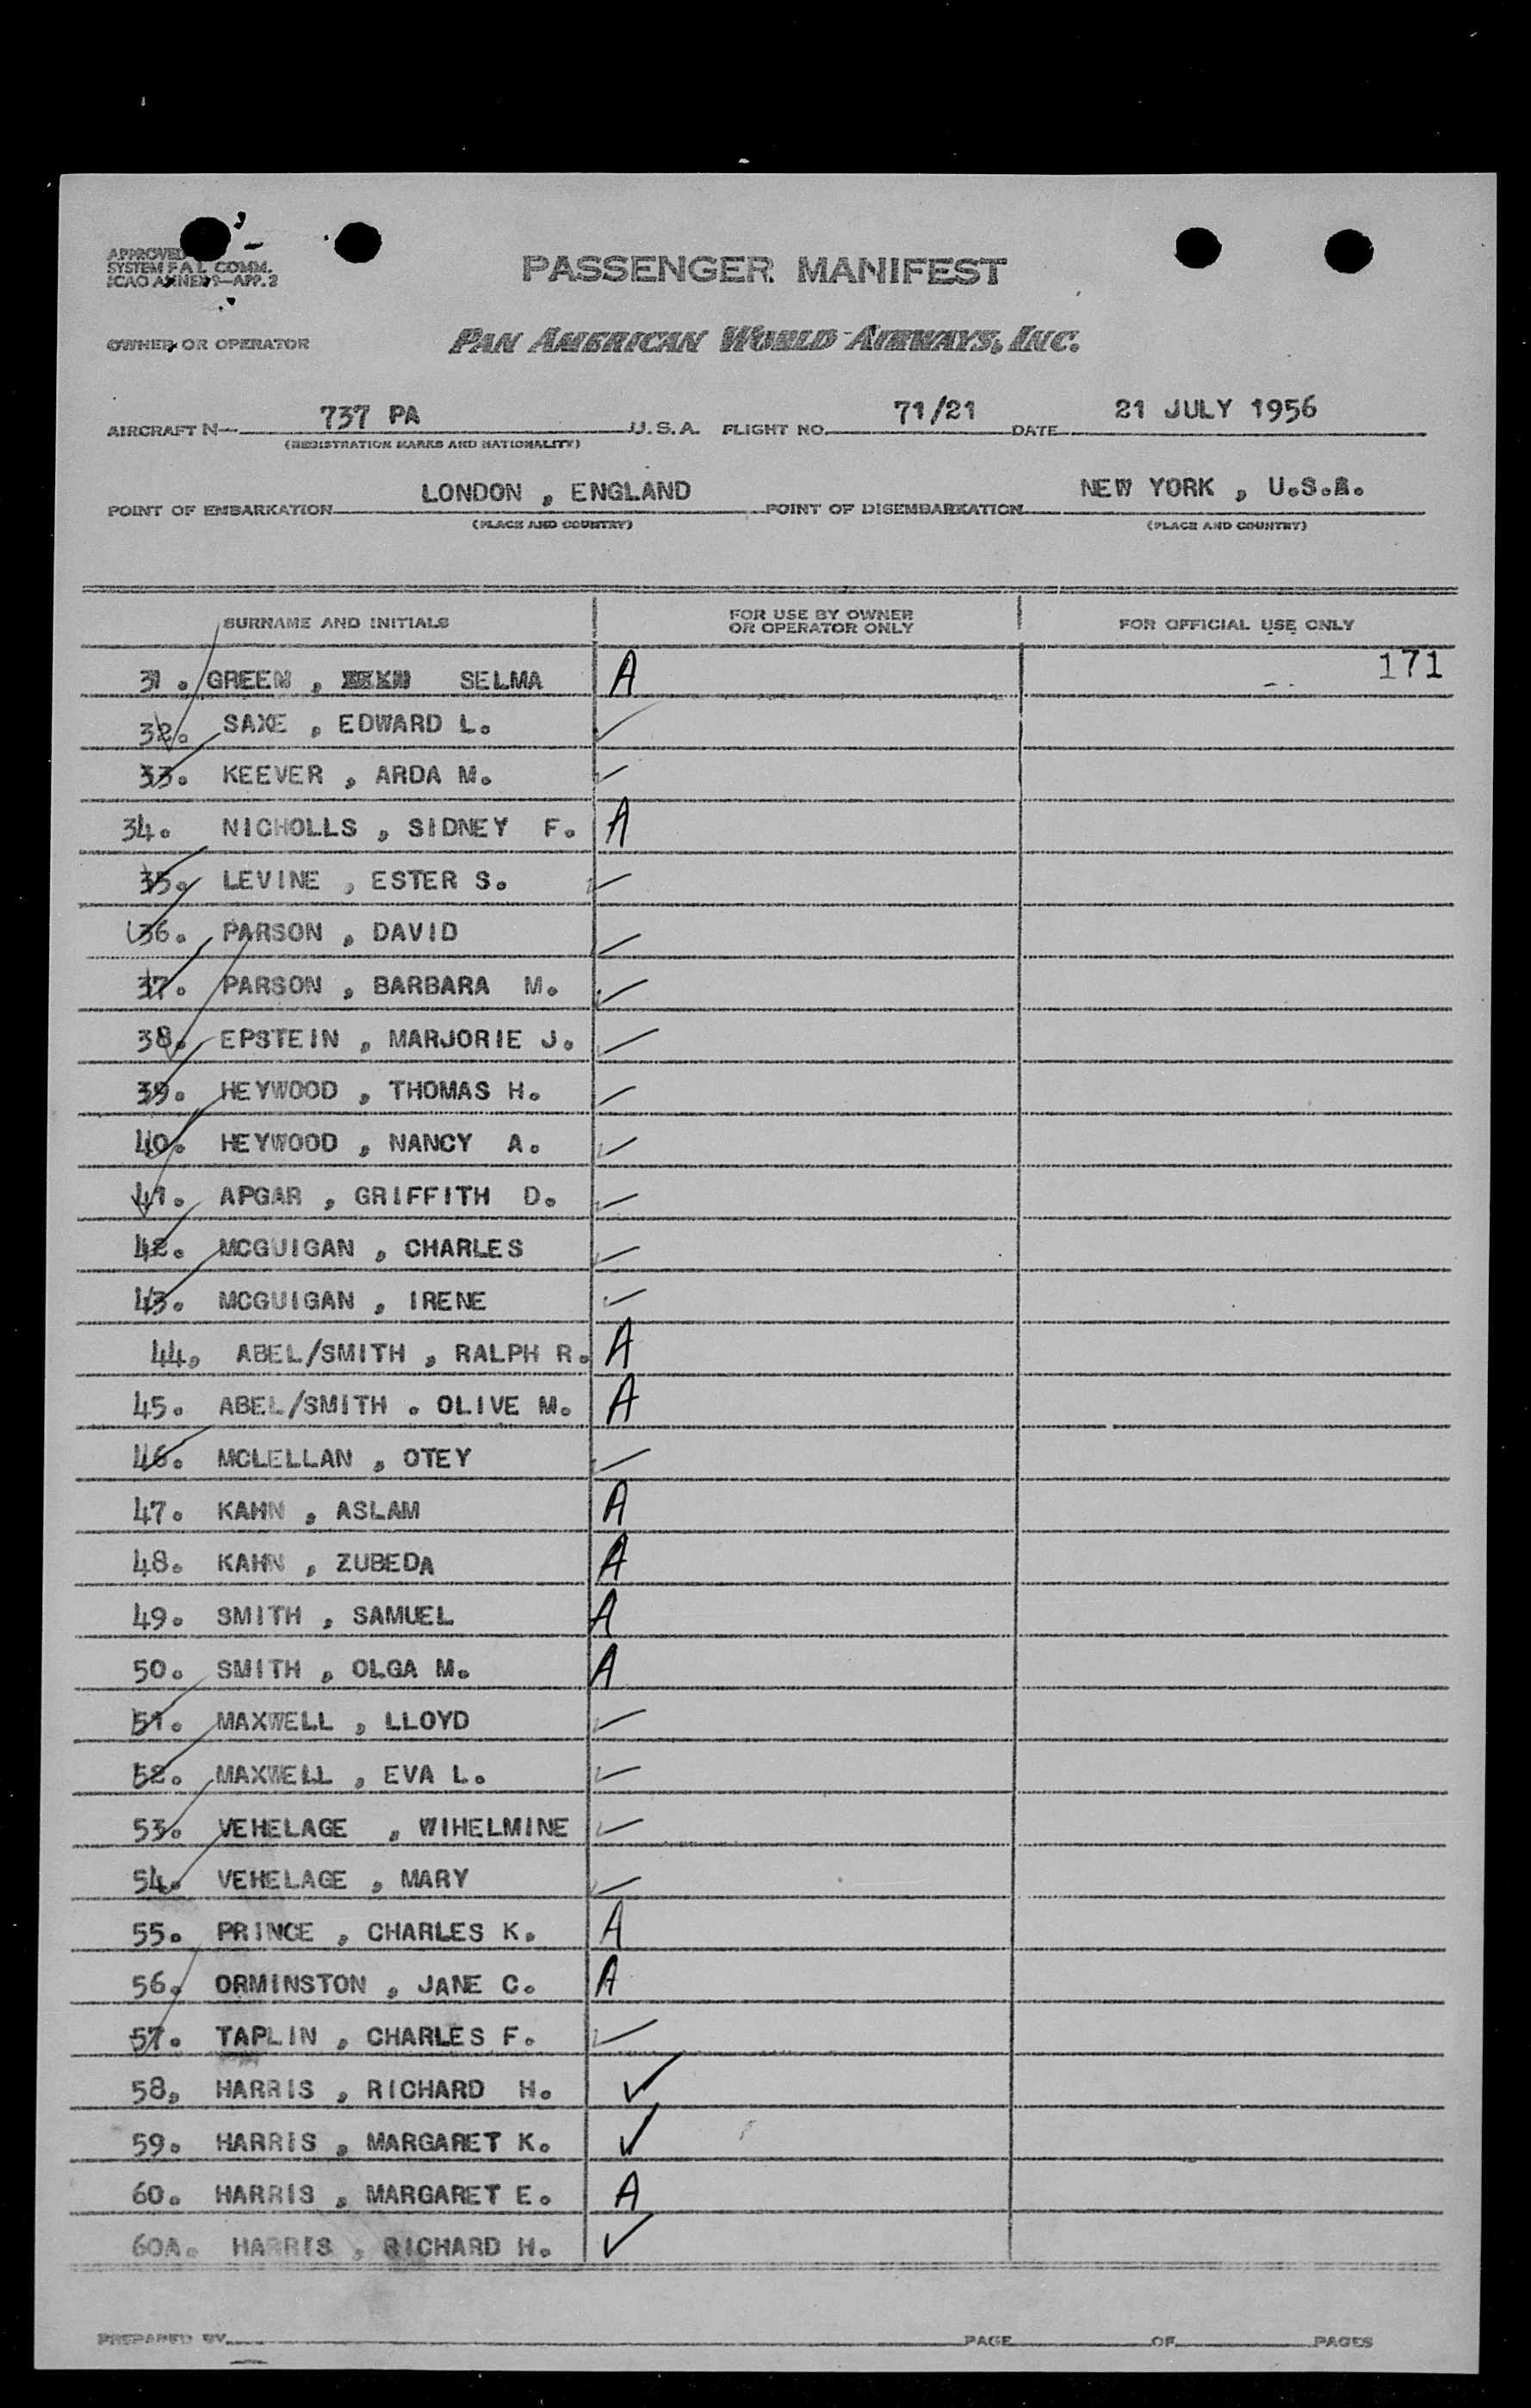 APPROVED
SYSTEM F A L COMM.
ICAO ANNEX 9—APP. 2
PASSENGER MANIFEST
OWNER OR OPERATOR PAN AMERICAN WORLD AIRWAYS, INC.
AIRCRAFT N— 737 PA U.S.A. FLIGHT NO. 71/21 DATE 21 JULY 1956
(REGISTRATION MARKS AND NATIONALITY)
POINT OF EMBARKATION LONDON , ENGLAND POINT OF DISEMBARKATION NEW YORK , U.S.A.
(PLACE AND COUNTRY) (PLACE AND COUNTRY)
SURNAME AND INITIALS FOR USE BY OWNER OR OPERATOR ONLY FOR OFFICIAL USE ONLY
31. GREEN , SELMA A 171
32. SAXE , EDWARD L. ✓
33. KEEVER , ARDA M. ✓
34. NICHOLLS , SIDNEY F. A
35. LEVINE , ESTER S. ✓
36. PARSON , DAVID ✓
37. PARSON , BARBARA M. ✓
38. EPSTEIN , MARJORIE J. ✓
39. HEYWOOD , THOMAS H. ✓
40. HEYWOOD , NANCY A. ✓
41. APGAR , GRIFFITH D. ✓
42. MCGUIGAN , CHARLES ✓
43. MCGUIGAN , IRENE ✓
44. ABEL/SMITH , RALPH R. A
45. ABEL/SMITH . OLIVE M. A
46. MCLELLAN , OTEY ✓
47. KAHN , ASLAM A
48. KAHN , ZUBEDA A
49. SMITH , SAMUEL A
50. SMITH , OLGA M. A
51. MAXWELL , LLOYD ✓
52. MAXWELL , EVA L. ✓
53. VEHELAGE , WIHELMINE ✓
54. VEHELAGE , MARY ✓
55. PRINCE , CHARLES K. A
56. ORMINSTON , JANE C. A
57. TAPLIN , CHARLES F. ✓
58. HARRIS , RICHARD H. ✓
59. HARRIS , MARGARET K. ✓
60. HARRIS , MARGARET E. A
60A. HARRIS , RICHARD H. ✓
PREPARED BY PAGE OF PAGES